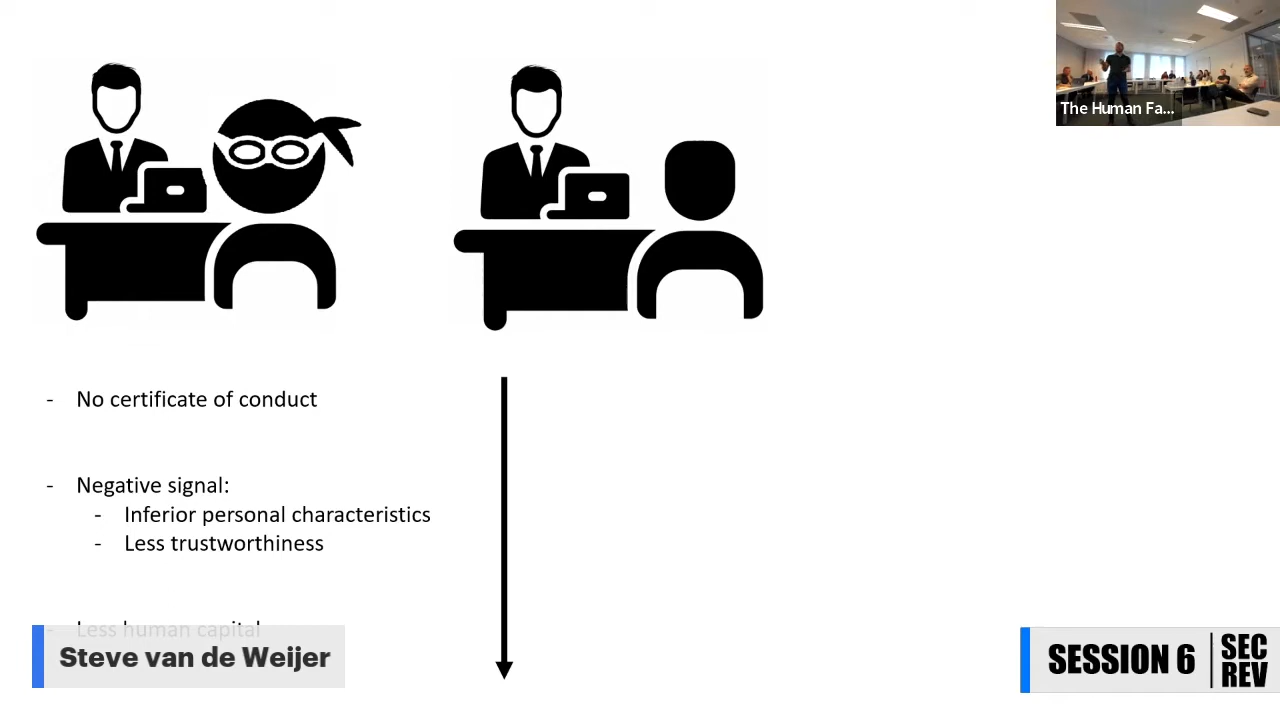 The Human Fa...
- No certificate of conduct
- Negative signal:
- Inferior personal characteristics
- Less trustworthiness
- Less human capital
Steve van de Weijer
SESSION 6
SEC
REV